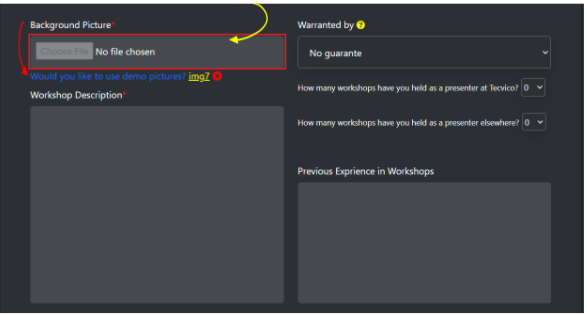 Background Picture*
Choose File No file chosen
Would you like to use demo pictures? img7
Workshop Description*
Warranted by ?
No guarante
How many workshops have you held as a presenter at Tecvico? 0
How many workshops have you held as a presenter elsewhere? 0
Previous Exprience in Workshops